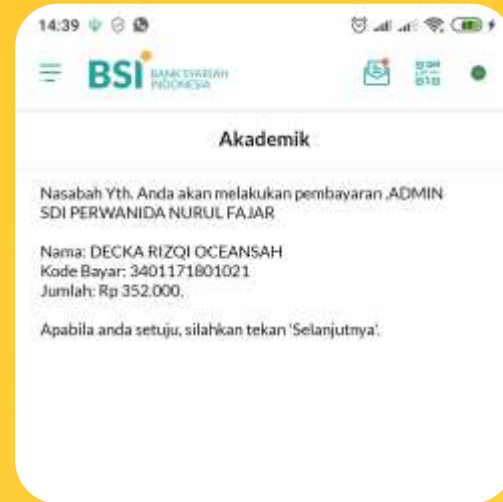 14:39
BSI BANK SYARIAH
INDONESIA
Akademik
Nasabah Yth. Anda akan melakukan pembayaran ,ADMIN
SDI PERWANIDA NURUL FAJAR
Nama: DECKA RIZQI OCEANSAH
Kode Bayar: 3401171801021
Jumlah: Rp 352.000,
Apabila anda setuju, silahkan tekan 'Selanjutnya'.